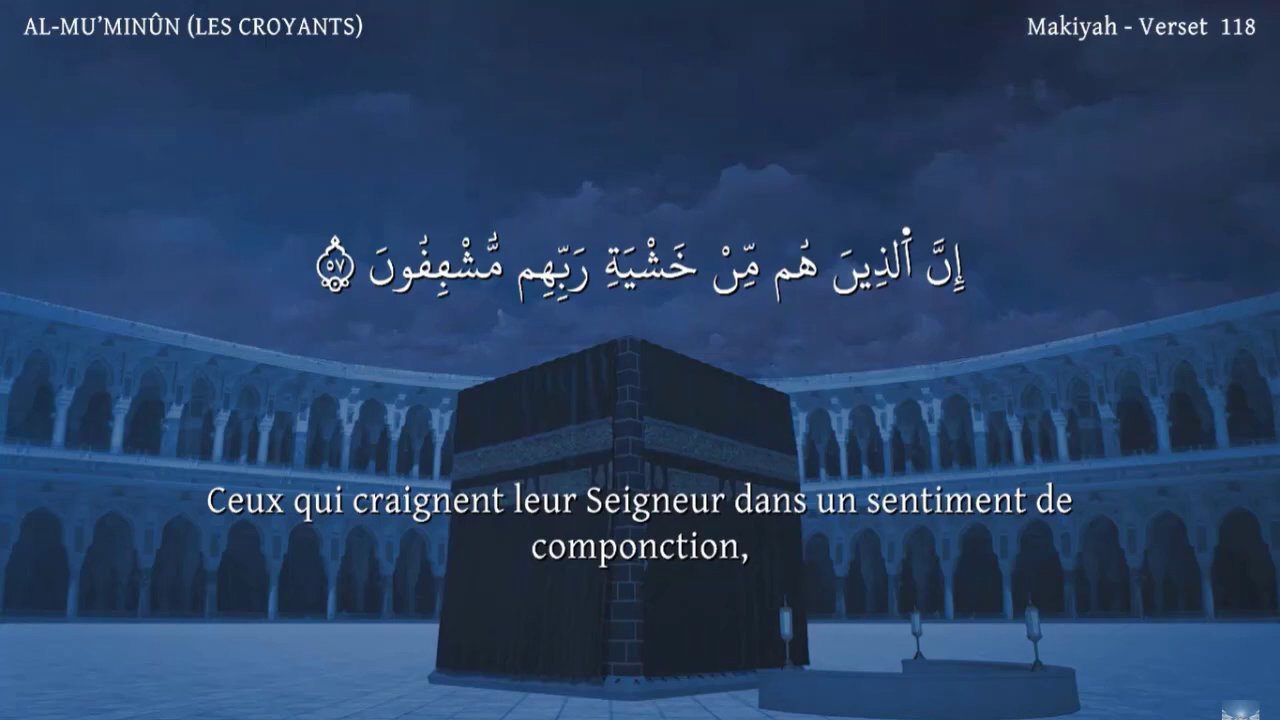 AL-MU’MINÛN (LES CROYANTS)
Makiyah - Verset 118
إِنَّ ٱلذِينَ هُم مِّنْ خَشْيَةِ رَبِّهِم مُّشْفِقُونَ ۝٥٧
Ceux qui craignent leur Seigneur dans un sentiment de
componction,